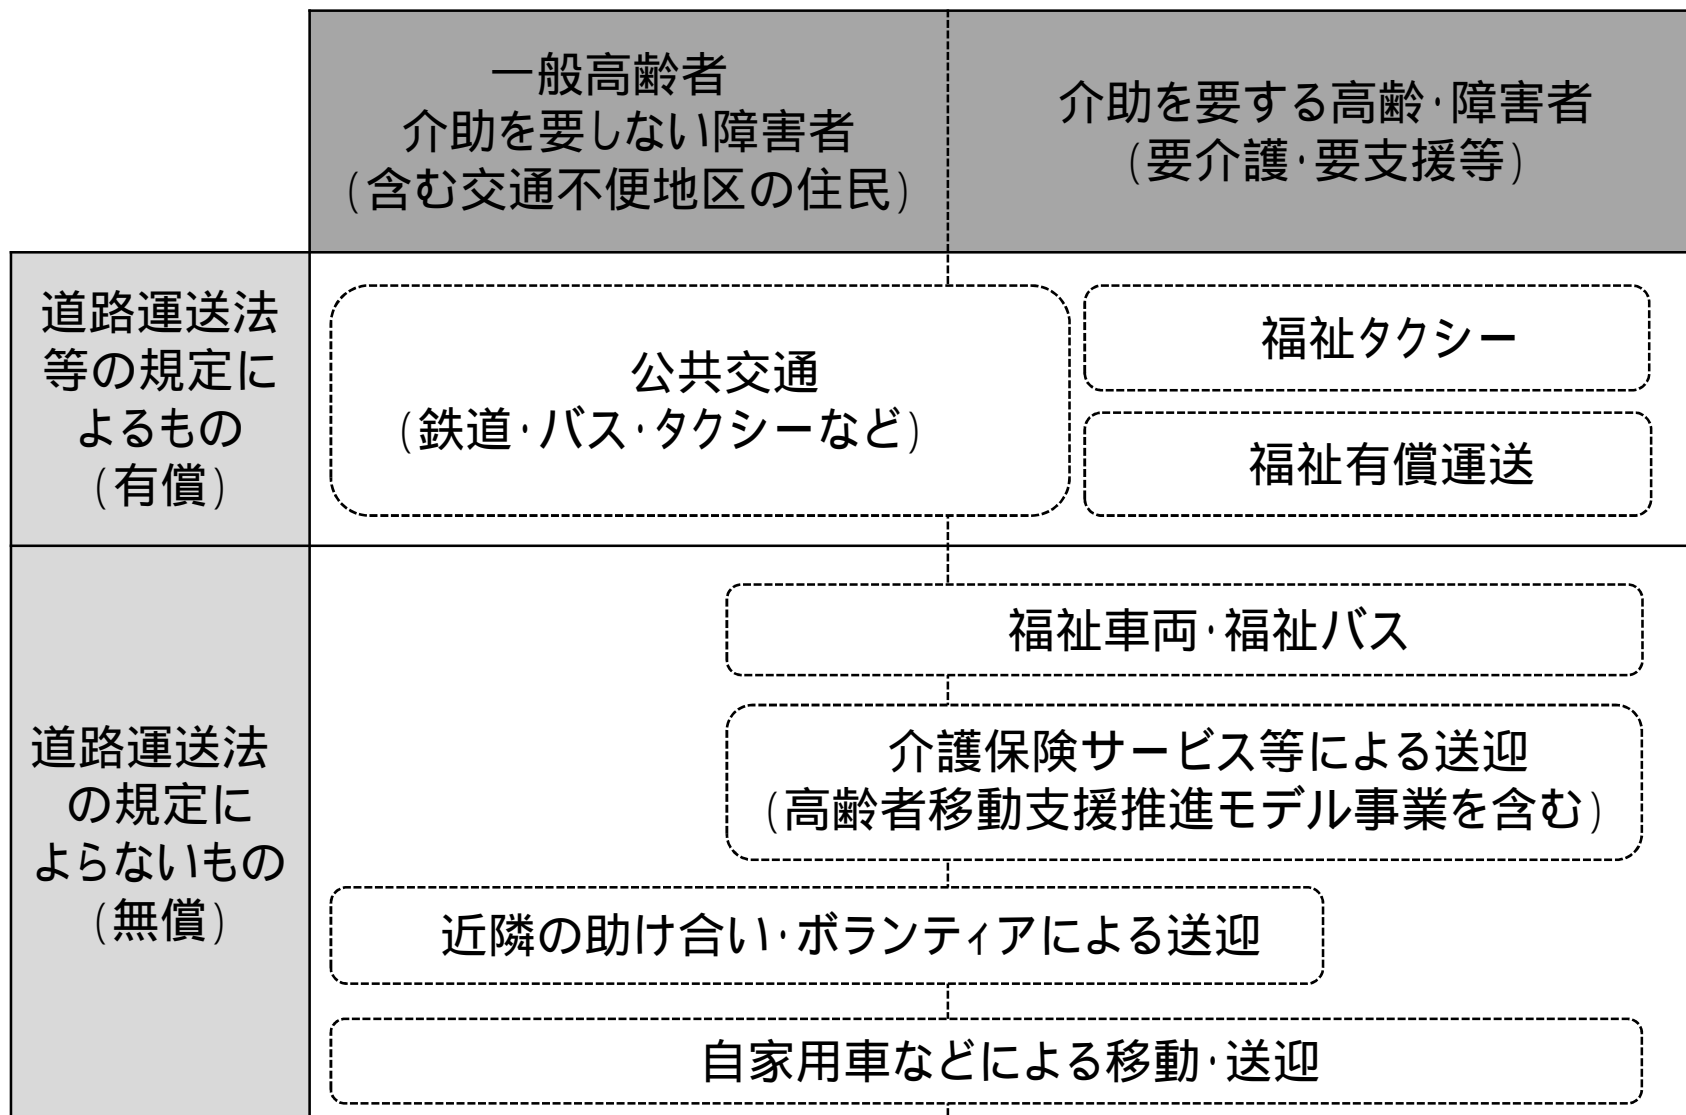 一般高齢者
介助を要しない障害者
(含む交通不便地区の住民)
介助を要する高齢・障害者
(要介護・要支援等)
道路運送法
等の規定に
よるもの
(有償)
公共交通
(鉄道・バス・タクシーなど)
福祉タクシー
福祉有償運送
道路運送法
の規定に
よらないもの
(無償)
福祉車両・福祉バス
介護保険サービス等による送迎
(高齢者移動支援推進モデル事業を含む)
近隣の助け合い・ボランティアによる送迎
自家用車などによる移動・送迎